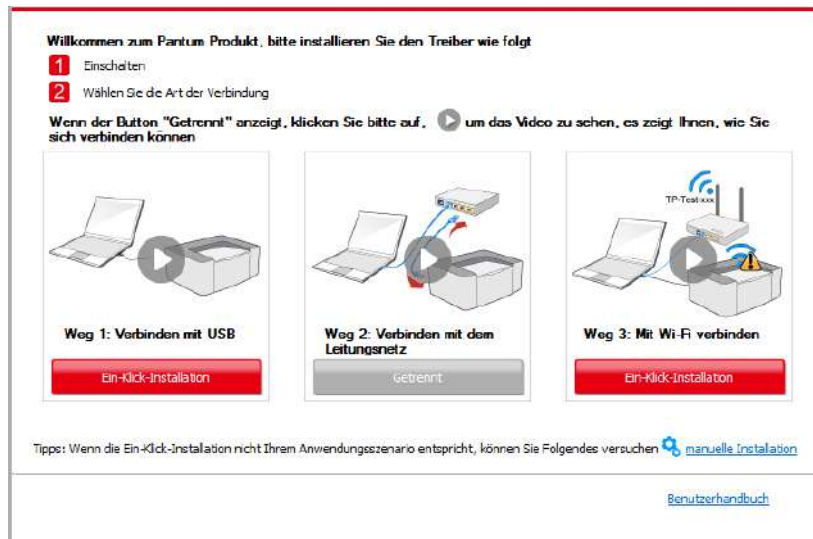 Willkommen zum Pantum Produkt, bitte installieren Sie den Treiber wie folgt
1 Einschalten
2 Wählen Sie die Art der Verbindung
Wenn der Button "Getrennt" anzeigt, klicken Sie bitte auf, um das Video zu sehen, es zeigt Ihnen, wie Sie
sich verbinden können
TP-Test-xxx
Weg 1: Verbinden mit USB
Ein-Klick-Installation
Weg 2: Verbinden mit dem
Leitungsnetz
Getrennt
Weg 3: Mit Wi-Fi verbinden
Ein-Klick-Installation
Tipps: Wenn die Ein-Klick-Installation nicht Ihrem Anwendungsszenario entspricht, können Sie Folgendes versuchen manuelle Installation
Benutzerhandbuch